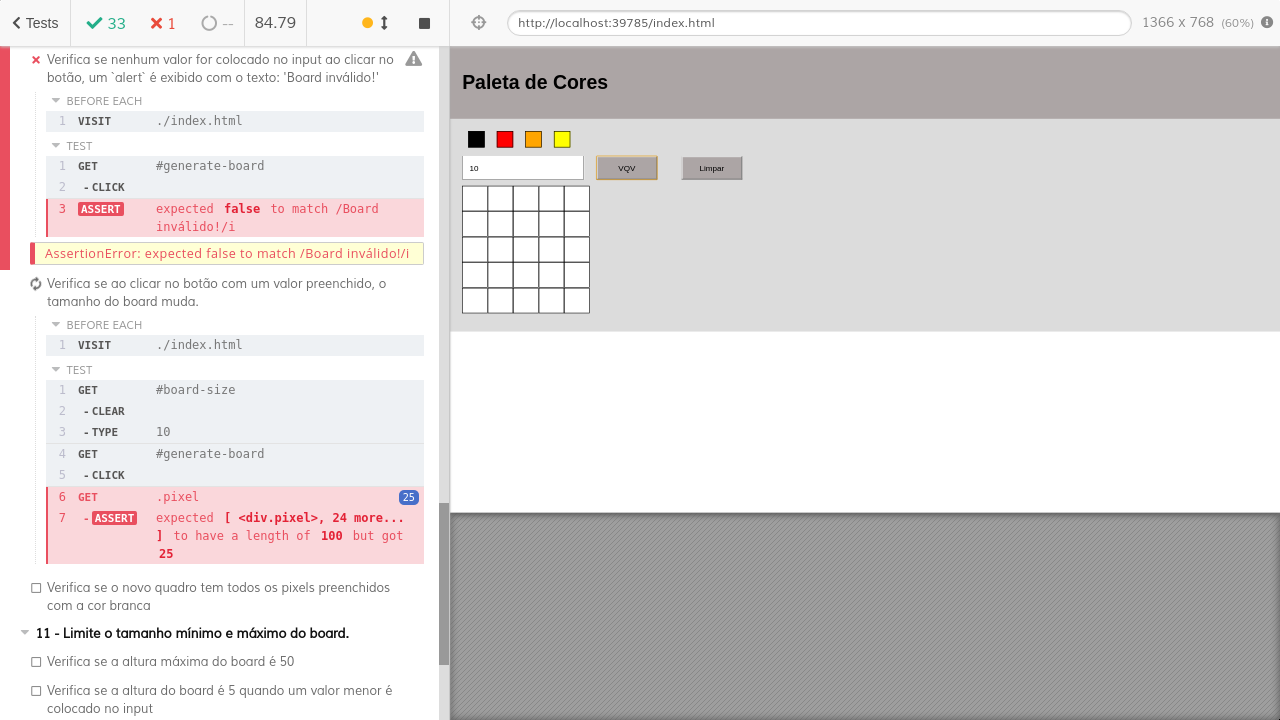 Tests
33
1
--
84.79
http://localhost:39785/index.html
1366 x 768 (60%)
Verifica se nenhum valor for colocado no input ao clicar no
botão, um `alert` é exibido com o texto: 'Board inválido!'
BEFORE EACH
1 VISIT ./index.html
TEST
1 GET #generate-board
2 -CLICK
3 ASSERT expected false to match /Board
inválido!/i
AssertionError: expected false to match /Board inválido!/i
Verifica se ao clicar no botão com um valor preenchido, o
tamanho do board muda.
BEFORE EACH
1 VISIT ./index.html
TEST
1 GET #board-size
2 -CLEAR
3 -TYPE 10
4 GET #generate-board
5 -CLICK
6 GET .pixel 25
7 -ASSERT expected [ <div.pixel>, 24 more...
] to have a length of 100 but got
25
Verifica se o novo quadro tem todos os pixels preenchidos
com a cor branca
11 - Limite o tamanho mínimo e máximo do board.
Verifica se a altura máxima do board é 50
Verifica se a altura do board é 5 quando um valor menor é
colocado no input
Paleta de Cores
10
VQV
Limpar